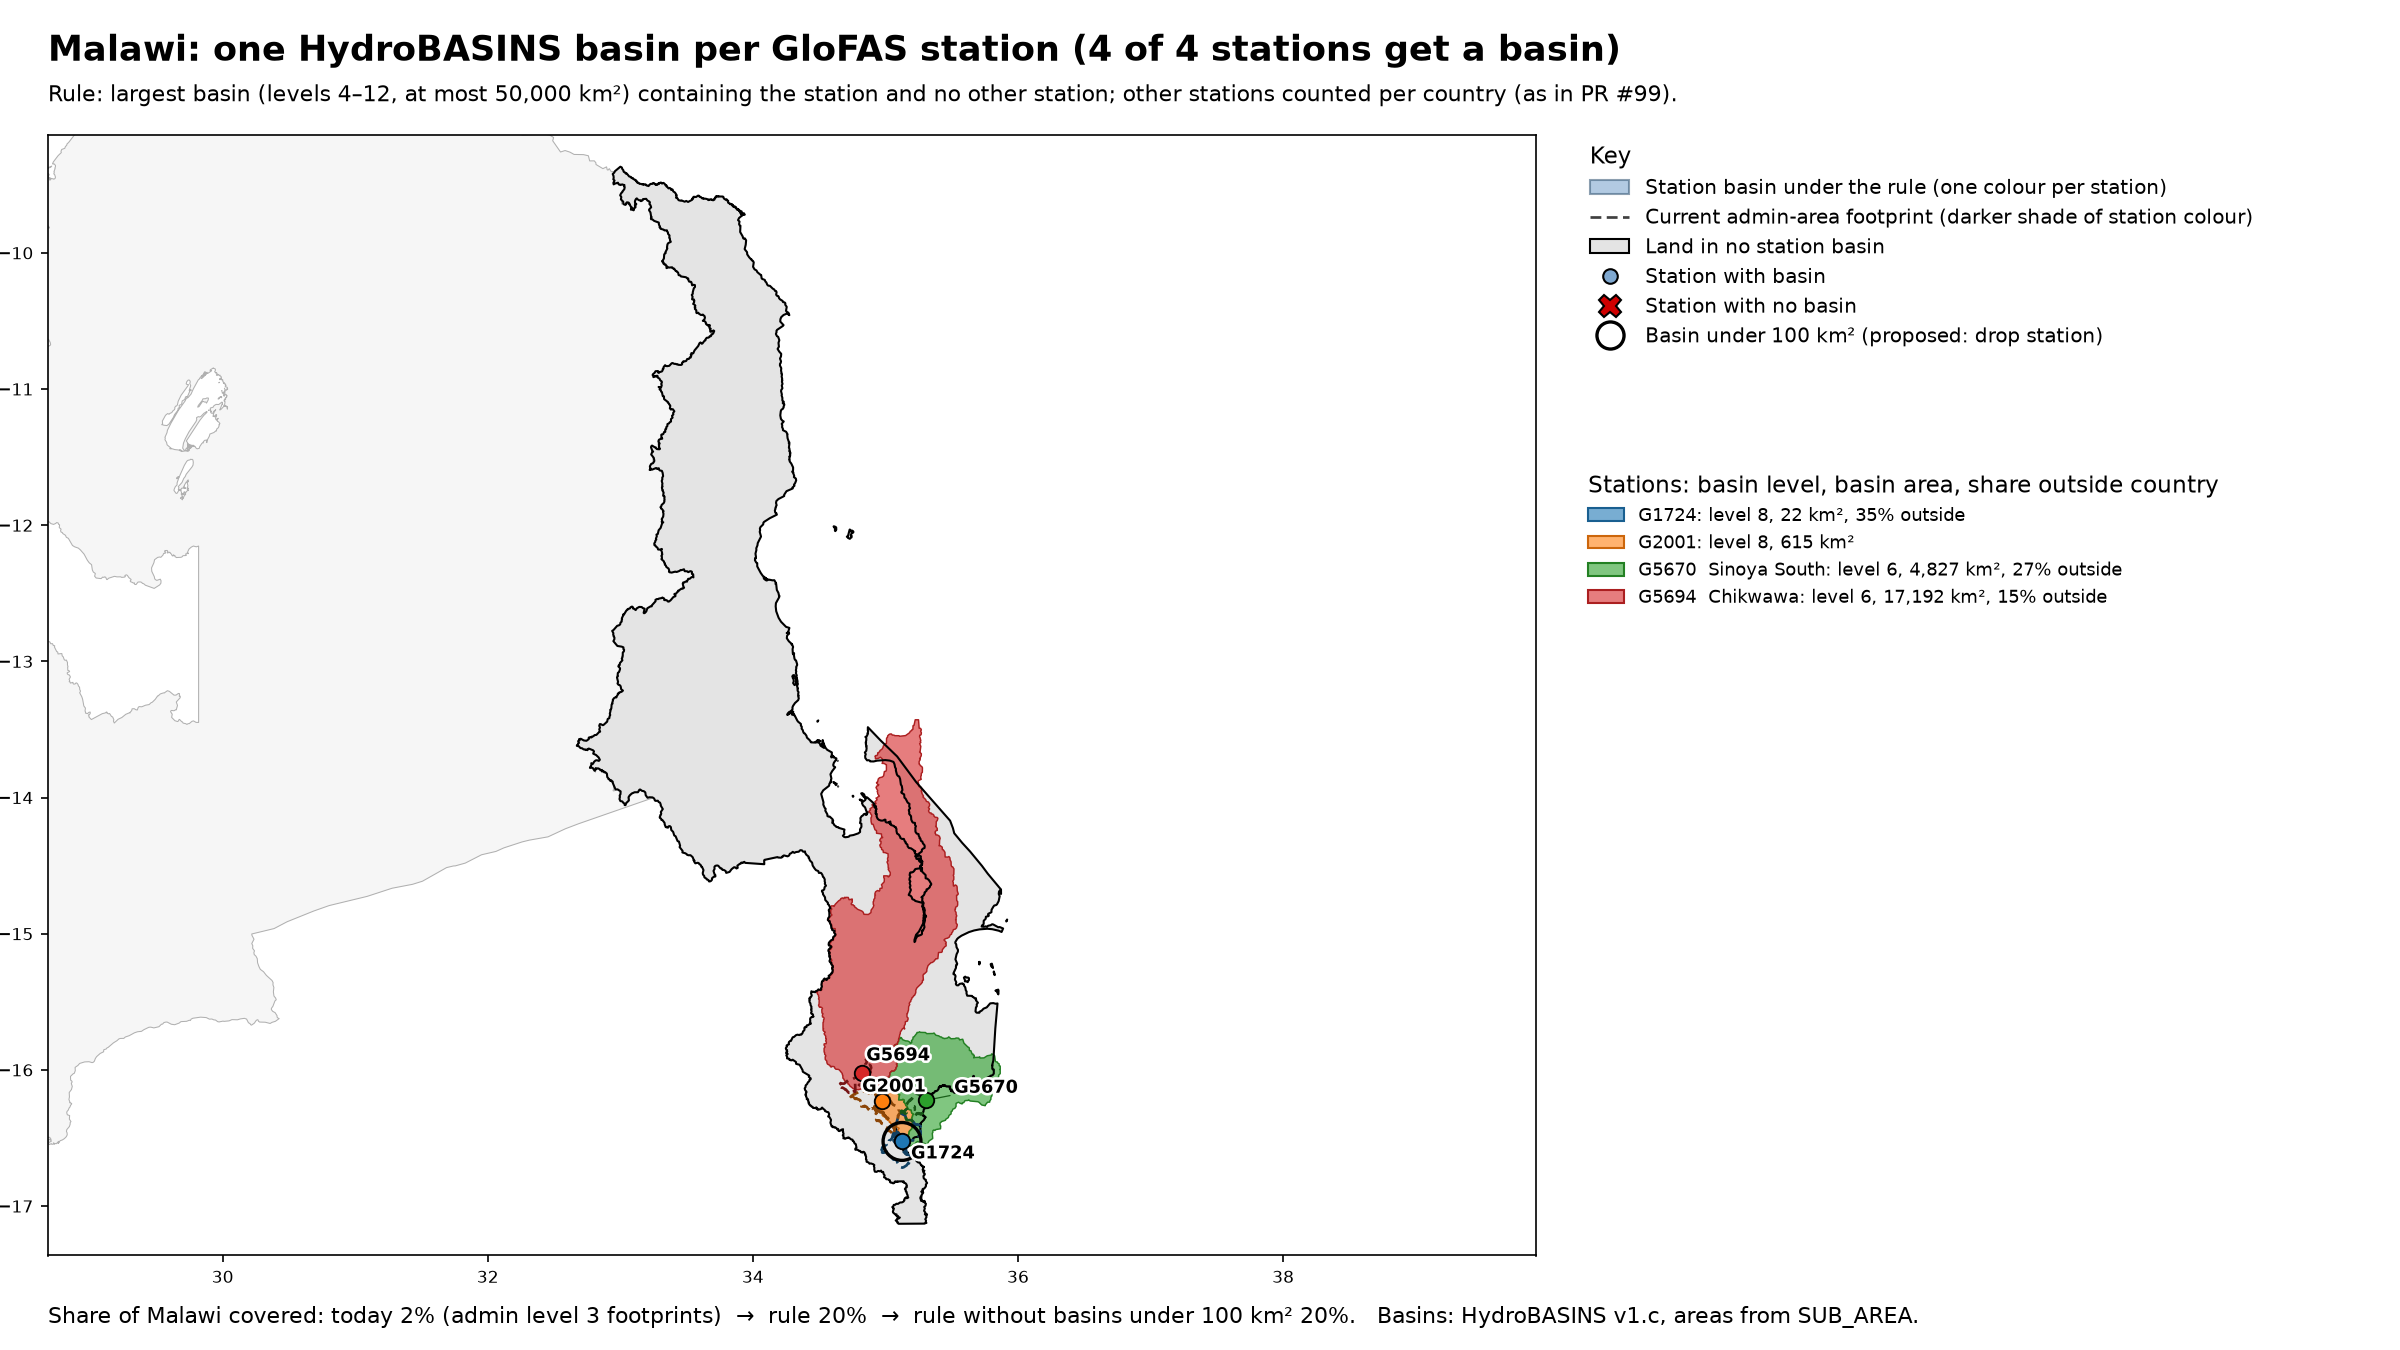 Malawi: one HydroBASINS basin per GloFAS station (4 of 4 stations get a basin)
Rule: largest basin (levels 4–12, at most 50,000 km²) containing the station and no other station; other stations counted per country (as in PR #99).
Key
Station basin under the rule (one colour per station)
Current admin-area footprint (darker shade of station colour)
Land in no station basin
Station with basin
Station with no basin
Basin under 100 km² (proposed: drop station)
Stations: basin level, basin area, share outside country
G1724: level 8, 22 km², 35% outside
G2001: level 8, 615 km²
G5670  Sinoya South: level 6, 4,827 km², 27% outside
G5694  Chikwawa: level 6, 17,192 km², 15% outside
−10
−11
−12
−13
−14
−15
−16
−17
G5694
G2001
G5670
G1724
30
32
34
36
38
Share of Malawi covered: today 2% (admin level 3 footprints)  →  rule 20%  →  rule without basins under 100 km² 20%.   Basins: HydroBASINS v1.c, areas from SUB_AREA.